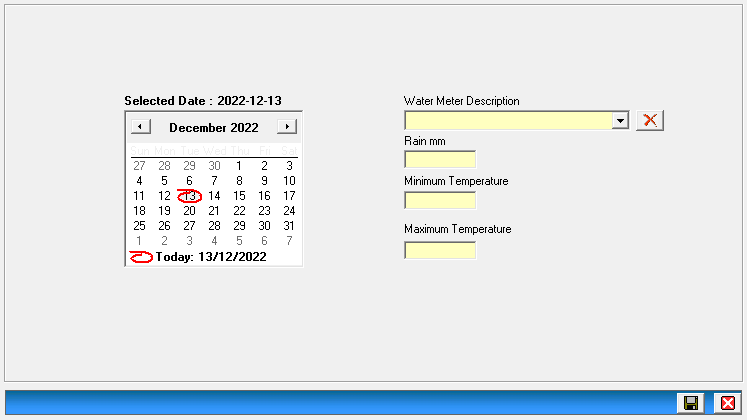 Selected Date : 2022-12-13
December 2022
Sun Mon Tue Wed Thu Fri Sat
27 28 29 30 1 2 3
4 5 6 7 8 9 10
11 12 13 14 15 16 17
18 19 20 21 22 23 24
25 26 27 28 29 30 31
1 2 3 4 5 6 7
Today: 13/12/2022
Water Meter Description
Rain mm
Minimum Temperature
Maximum Temperature